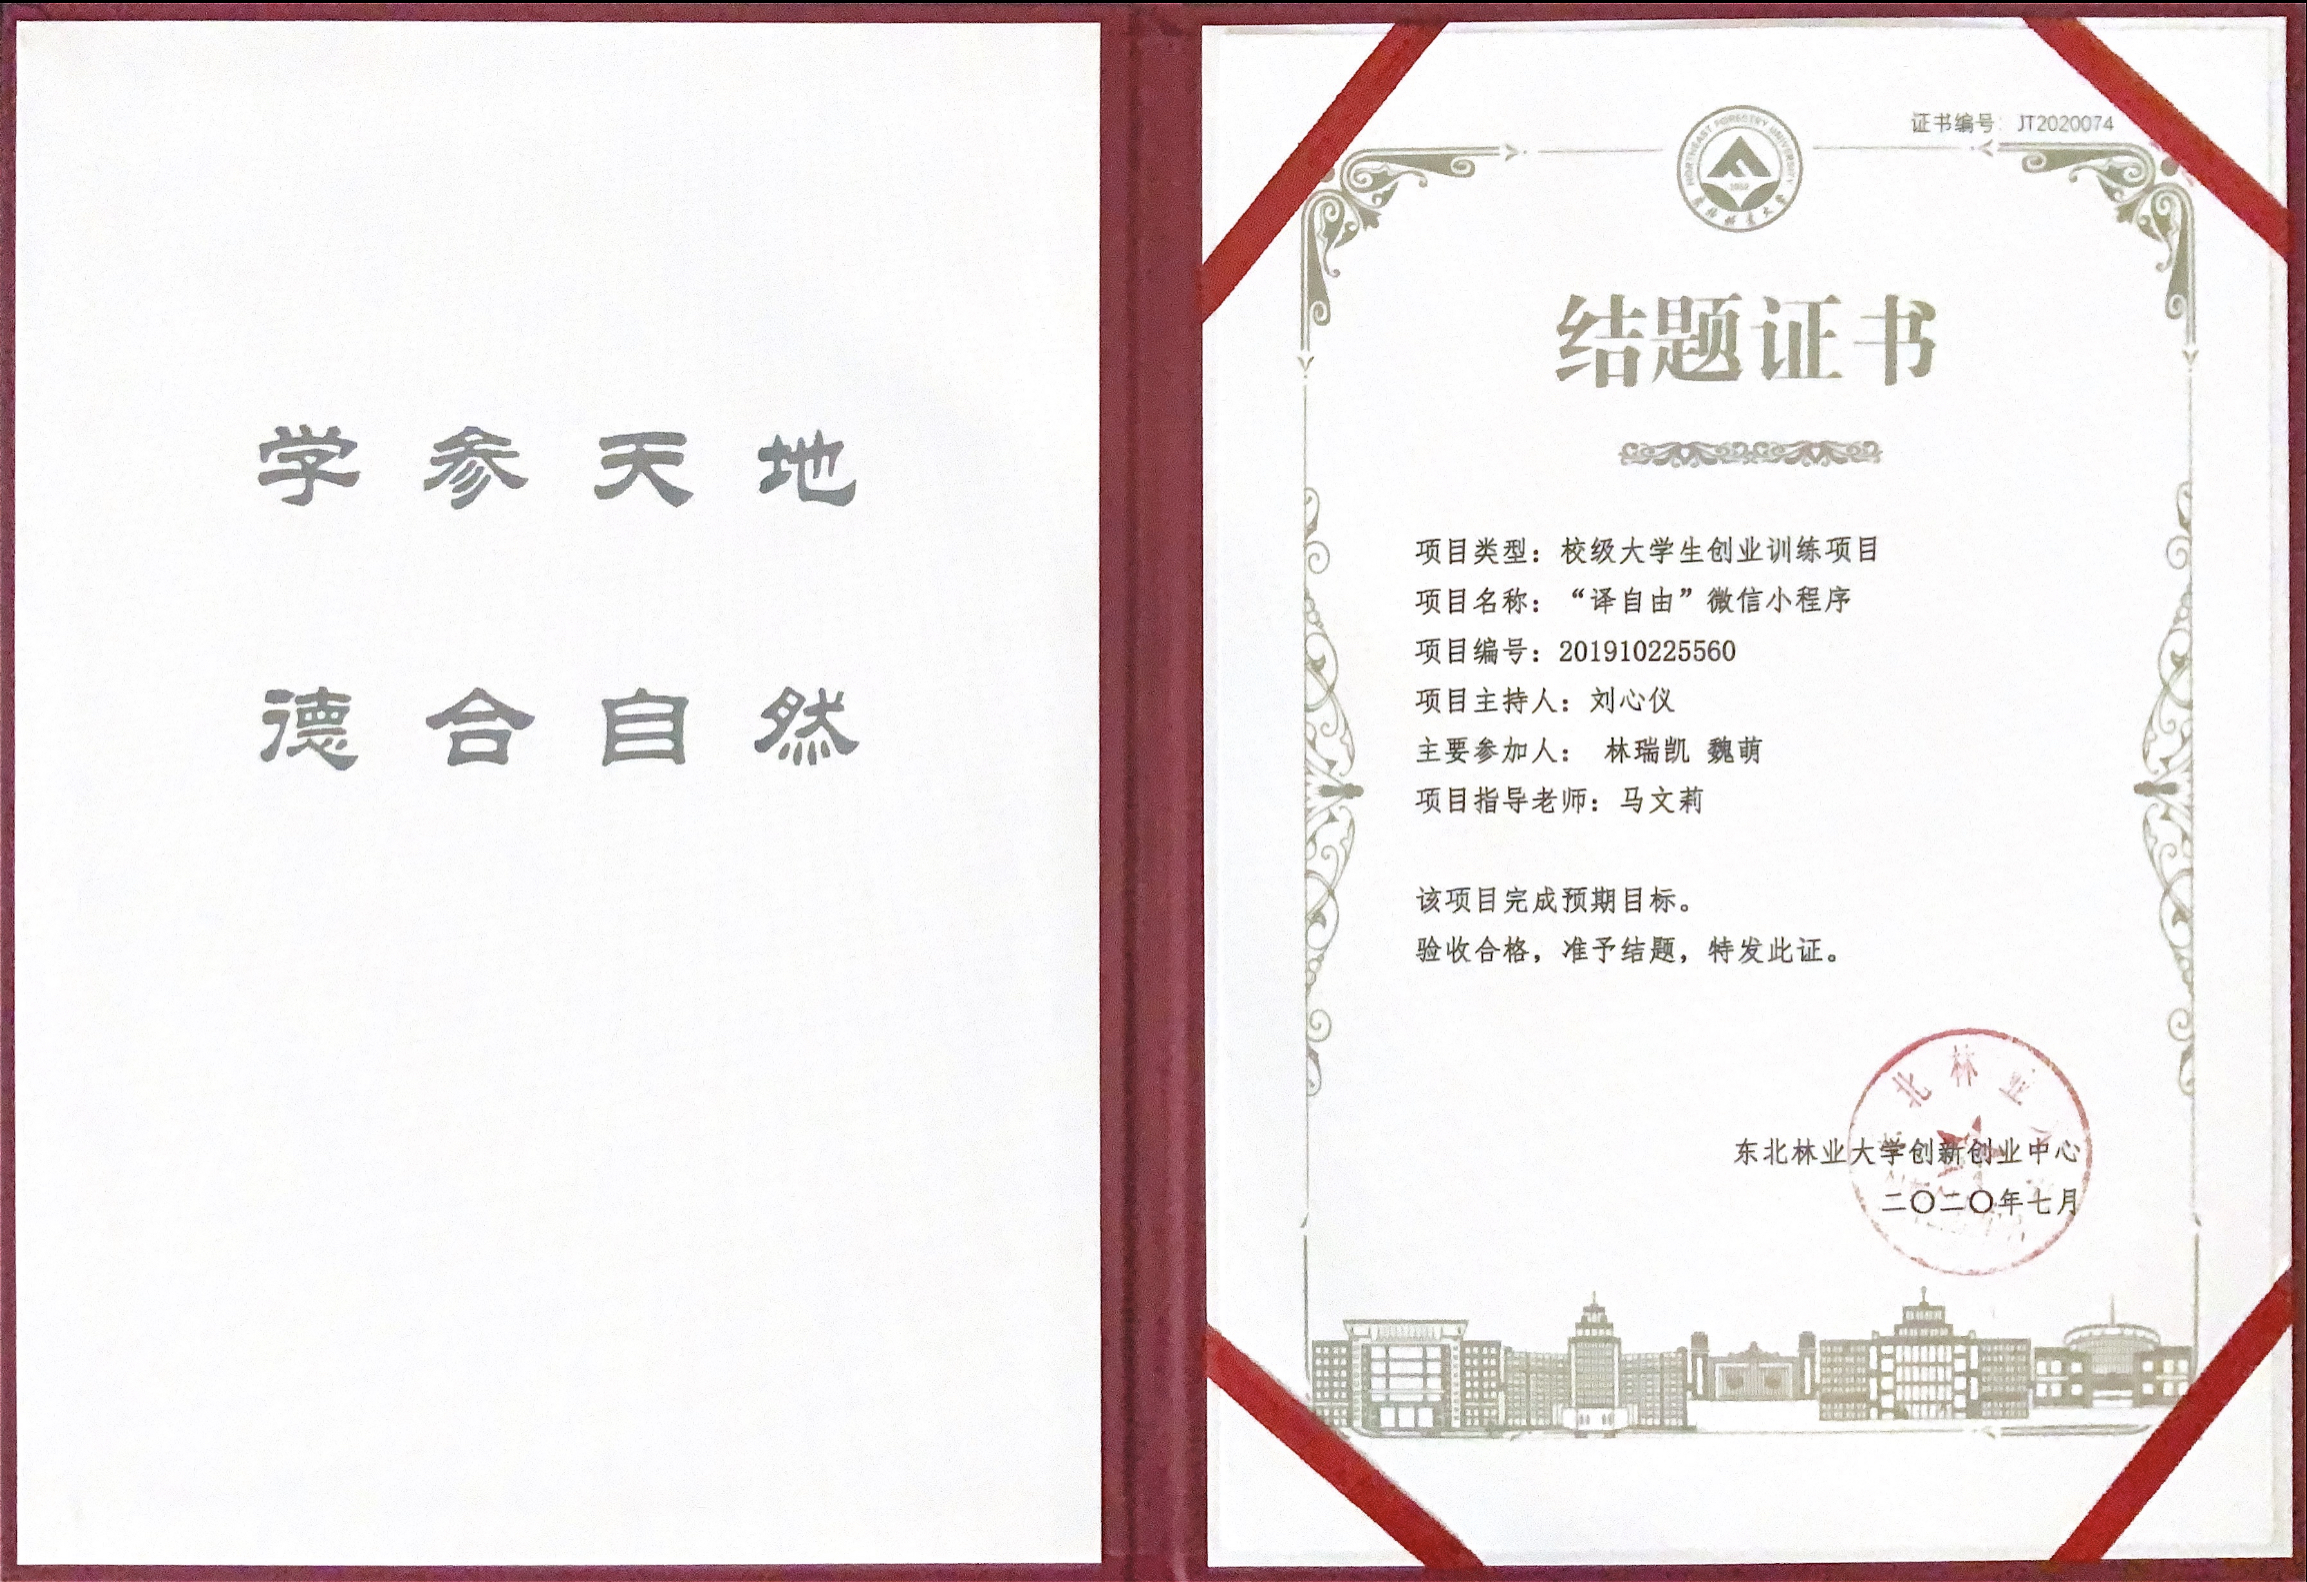 学参天地
德合自然
证书编号：JT2020074
NORTHEAST FORESTRY UNIVERSITY
1952
东北林业大学
结题证书
项目类型：校级大学生创业训练项目
项目名称：“译自由”微信小程序
项目编号：201910225560
项目主持人：刘心仪
主要参加人： 林瑞凯 魏萌
项目指导老师：马文莉
该项目完成预期目标。
验收合格，准予结题，特发此证。
北林业
东北林业大学创新创业中心
二〇二〇年七月